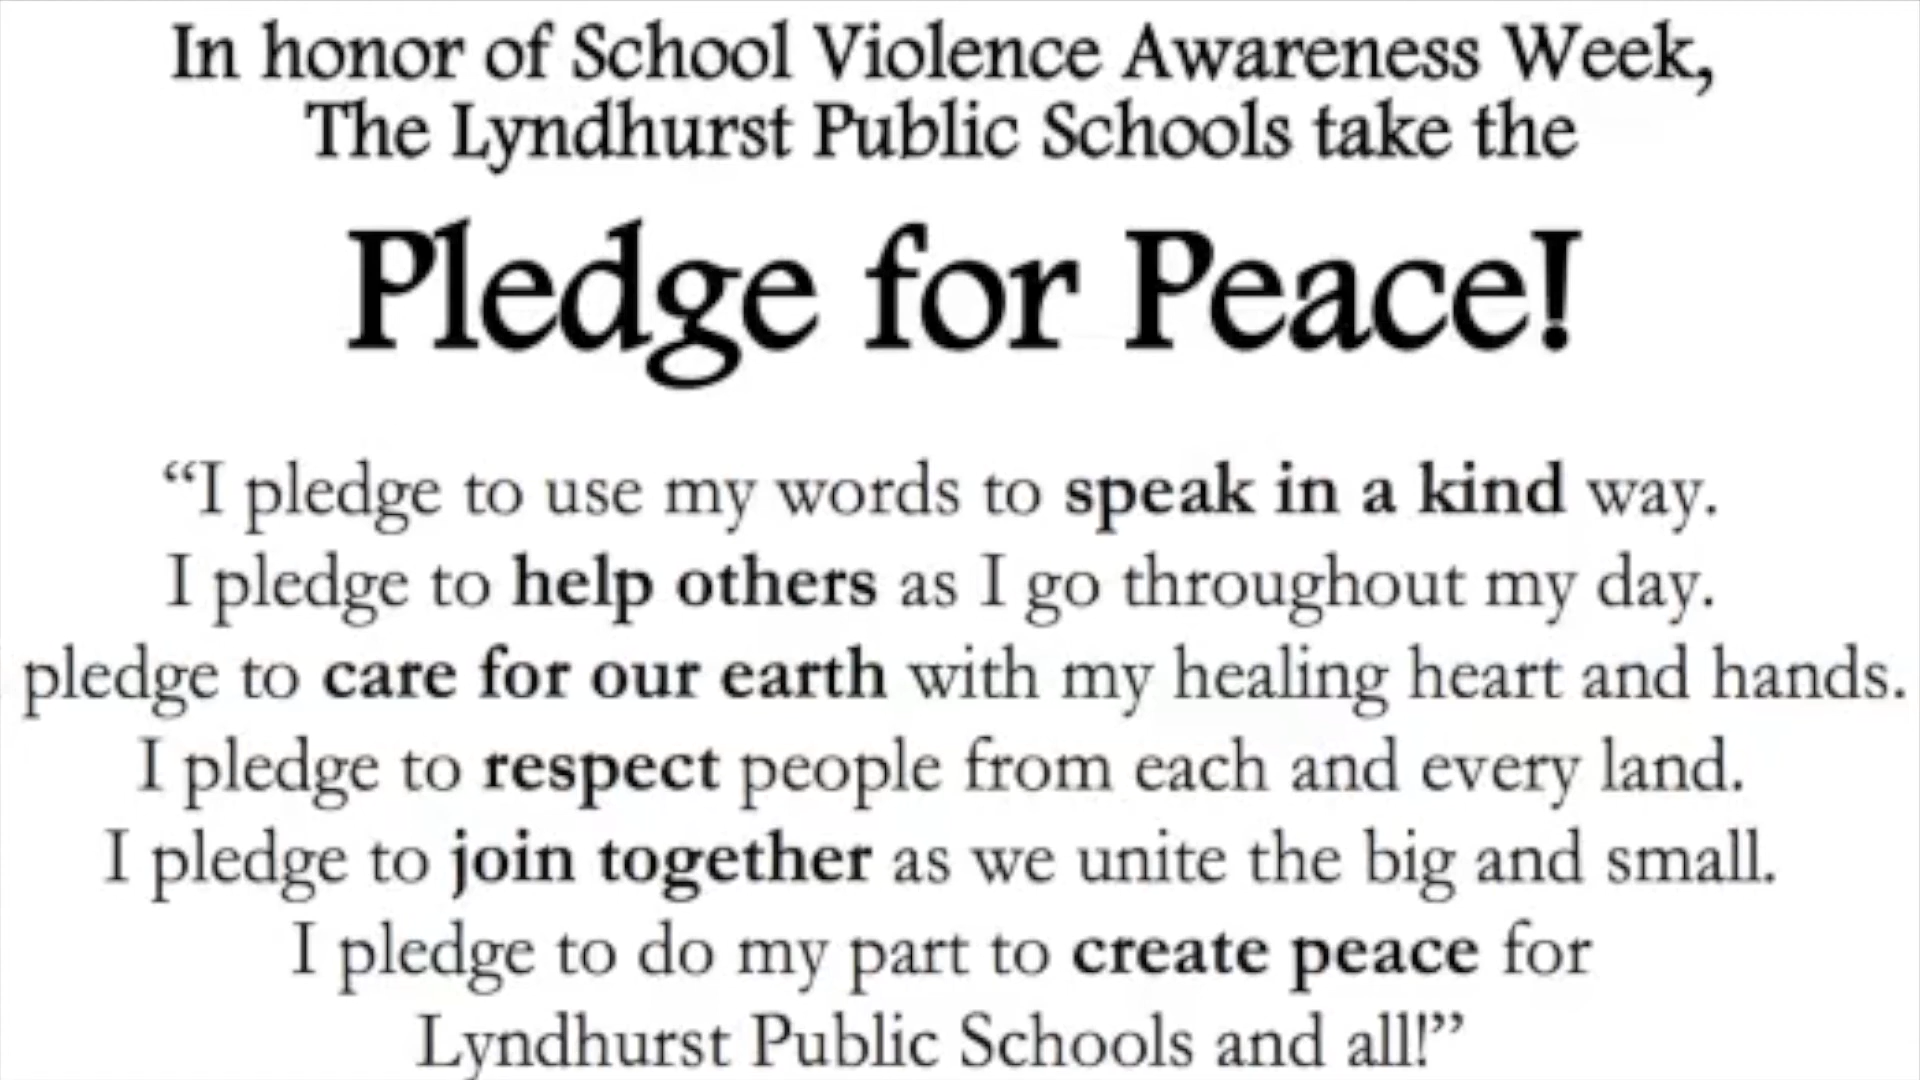 In honor of School Violence Awareness Week,
The Lyndhurst Public Schools take the
Pledge for Peace!
“I pledge to use my words to speak in a kind way.
I pledge to help others as I go throughout my day.
pledge to care for our earth with my healing heart and hands.
I pledge to respect people from each and every land.
I pledge to join together as we unite the big and small.
I pledge to do my part to create peace for
Lyndhurst Public Schools and all!”